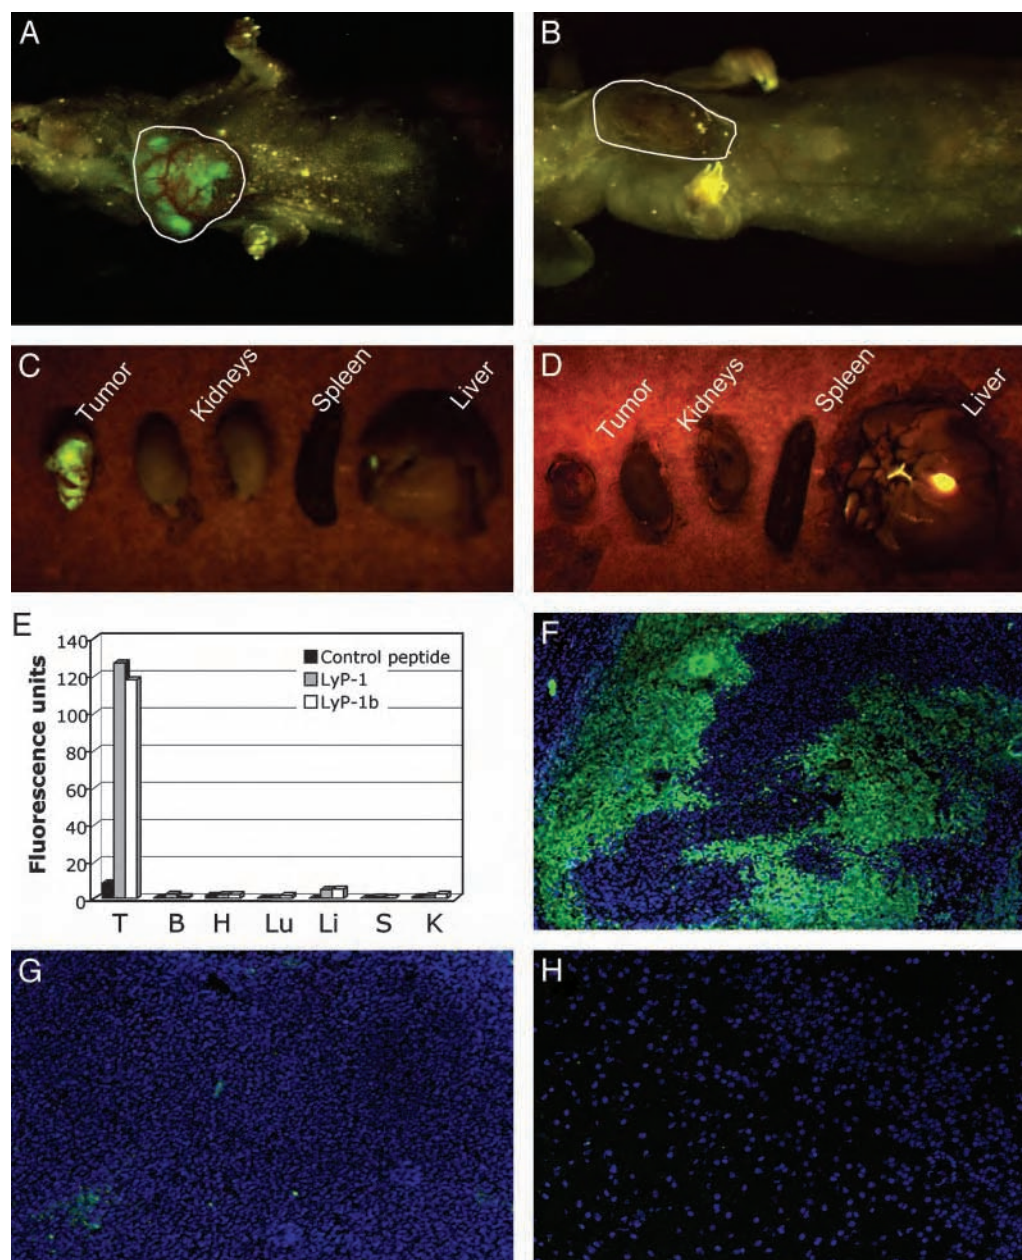 A
B
C
Tumor
Kidneys
Spleen
Liver
D
Tumor
Kidneys
Spleen
Liver
E
Fluorescence units
140
120
100
80
60
40
20
0
Control peptide
LyP-1
LyP-1b
T B H Lu Li S K
F
G
H